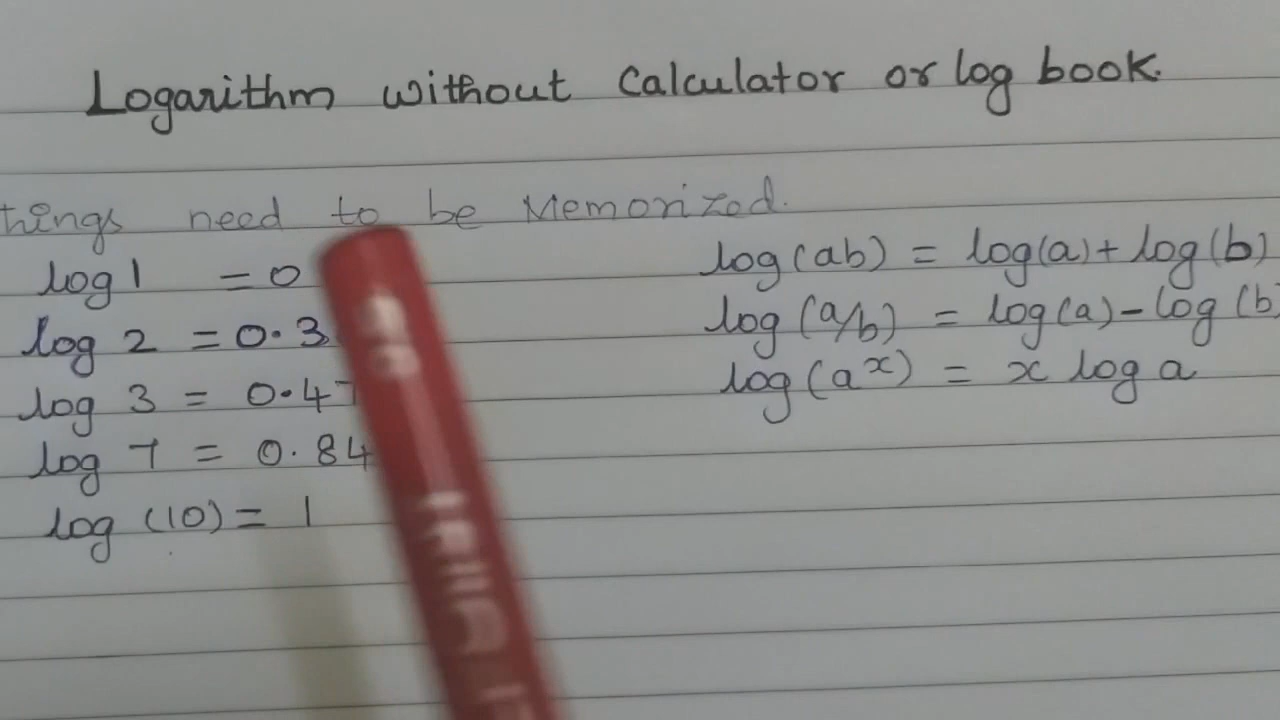 Logarithm without Calculator or log book.
things need to be Memorized.
log 1 = 0
log 2 = 0.3
log 3 = 0.47
log 7 = 0.84
log (10) = 1
log(ab) = log(a) + log(b)
log(a/b) = log(a) - log(b)
log(a^x) = x log a